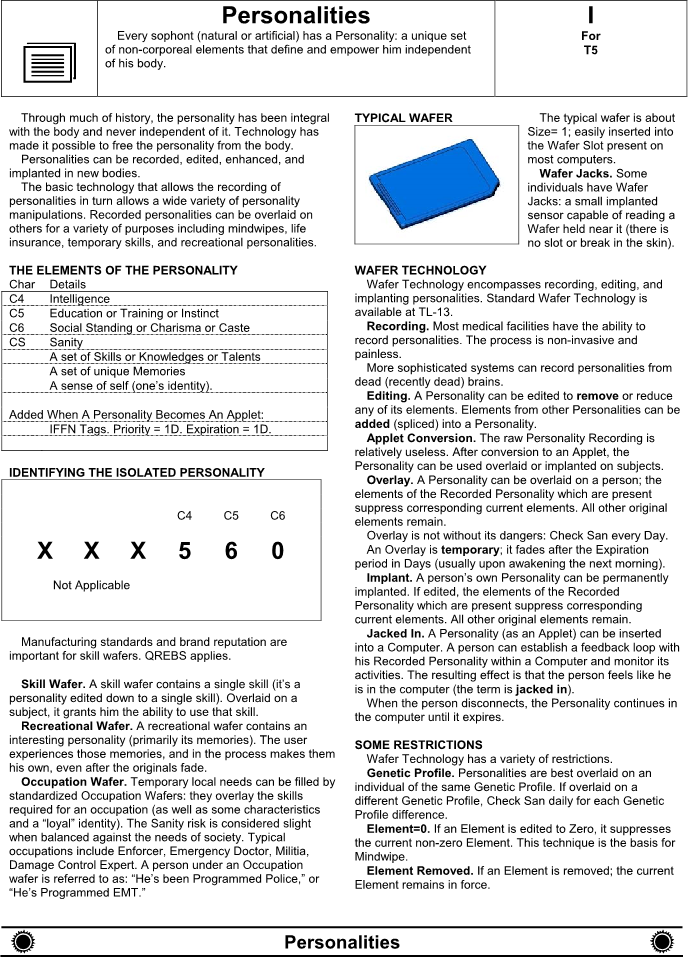 Personalities
Every sophont (natural or artificial) has a Personality: a unique set
of non-corporeal elements that define and empower him independent
of his body.
I
For
T5
Through much of history, the personality has been integral
with the body and never independent of it. Technology has
made it possible to free the personality from the body.
Personalities can be recorded, edited, enhanced, and
implanted in new bodies.
The basic technology that allows the recording of
personalities in turn allows a wide variety of personality
manipulations. Recorded personalities can be overlaid on
others for a variety of purposes including mindwipes, life
insurance, temporary skills, and recreational personalities.
THE ELEMENTS OF THE PERSONALITY
Char Details
C4 Intelligence
C5 Education or Training or Instinct
C6 Social Standing or Charisma or Caste
CS Sanity
A set of Skills or Knowledges or Talents
A set of unique Memories
A sense of self (one’s identity).
Added When A Personality Becomes An Applet:
IFFN Tags. Priority = 1D. Expiration = 1D.
IDENTIFYING THE ISOLATED PERSONALITY
C4 C5 C6
X X X 5 6 0
Not Applicable
Manufacturing standards and brand reputation are
important for skill wafers. QREBS applies.
Skill Wafer. A skill wafer contains a single skill (it’s a
personality edited down to a single skill). Overlaid on a
subject, it grants him the ability to use that skill.
Recreational Wafer. A recreational wafer contains an
interesting personality (primarily its memories). The user
experiences those memories, and in the process makes them
his own, even after the originals fade.
Occupation Wafer. Temporary local needs can be filled by
standardized Occupation Wafers: they overlay the skills
required for an occupation (as well as some characteristics
and a “loyal” identity). The Sanity risk is considered slight
when balanced against the needs of society. Typical
occupations include Enforcer, Emergency Doctor, Militia,
Damage Control Expert. A person under an Occupation
wafer is referred to as: “He’s been Programmed Police,” or
“He’s Programmed EMT.”
TYPICAL WAFER
The typical wafer is about
Size= 1; easily inserted into
the Wafer Slot present on
most computers.
Wafer Jacks. Some
individuals have Wafer
Jacks: a small implanted
sensor capable of reading a
Wafer held near it (there is
no slot or break in the skin).
WAFER TECHNOLOGY
Wafer Technology encompasses recording, editing, and
implanting personalities. Standard Wafer Technology is
available at TL-13.
Recording. Most medical facilities have the ability to
record personalities. The process is non-invasive and
painless.
More sophisticated systems can record personalities from
dead (recently dead) brains.
Editing. A Personality can be edited to remove or reduce
any of its elements. Elements from other Personalities can be
added (spliced) into a Personality.
Applet Conversion. The raw Personality Recording is
relatively useless. After conversion to an Applet, the
Personality can be used overlaid or implanted on subjects.
Overlay. A Personality can be overlaid on a person; the
elements of the Recorded Personality which are present
suppress corresponding current elements. All other original
elements remain.
Overlay is not without its dangers: Check San every Day.
An Overlay is temporary; it fades after the Expiration
period in Days (usually upon awakening the next morning).
Implant. A person’s own Personality can be permanently
implanted. If edited, the elements of the Recorded
Personality which are present suppress corresponding
current elements. All other original elements remain.
Jacked In. A Personality (as an Applet) can be inserted
into a Computer. A person can establish a feedback loop with
his Recorded Personality within a Computer and monitor its
activities. The resulting effect is that the person feels like he
is in the computer (the term is jacked in).
When the person disconnects, the Personality continues in
the computer until it expires.
SOME RESTRICTIONS
Wafer Technology has a variety of restrictions.
Genetic Profile. Personalities are best overlaid on an
individual of the same Genetic Profile. If overlaid on a
different Genetic Profile, Check San daily for each Genetic
Profile difference.
Element=0. If an Element is edited to Zero, it suppresses
the current non-zero Element. This technique is the basis for
Mindwipe.
Element Removed. If an Element is removed; the current
Element remains in force.
Personalities